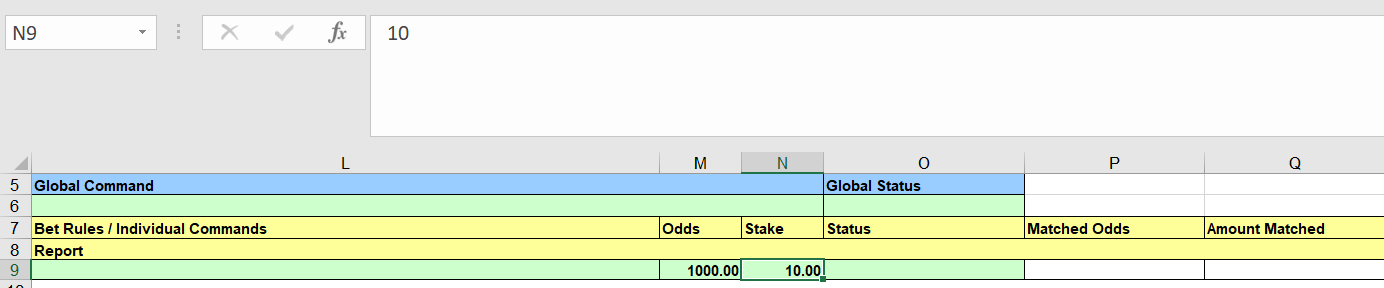 N9 fx 10
L M N O P Q
5 Global Command Global Status
6
7 Bet Rules / Individual Commands Odds Stake Status Matched Odds Amount Matched
8 Report
9 1000.00 10.00